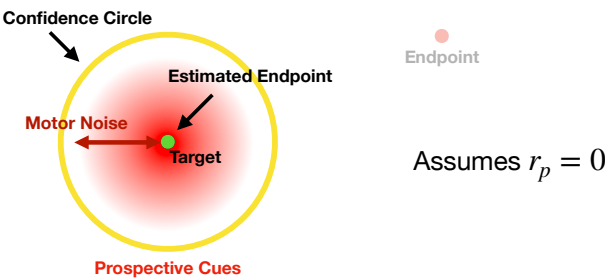 Confidence Circle
Endpoint
Estimated Endpoint
Motor Noise
Target
Assumes r_p = 0
Prospective Cues